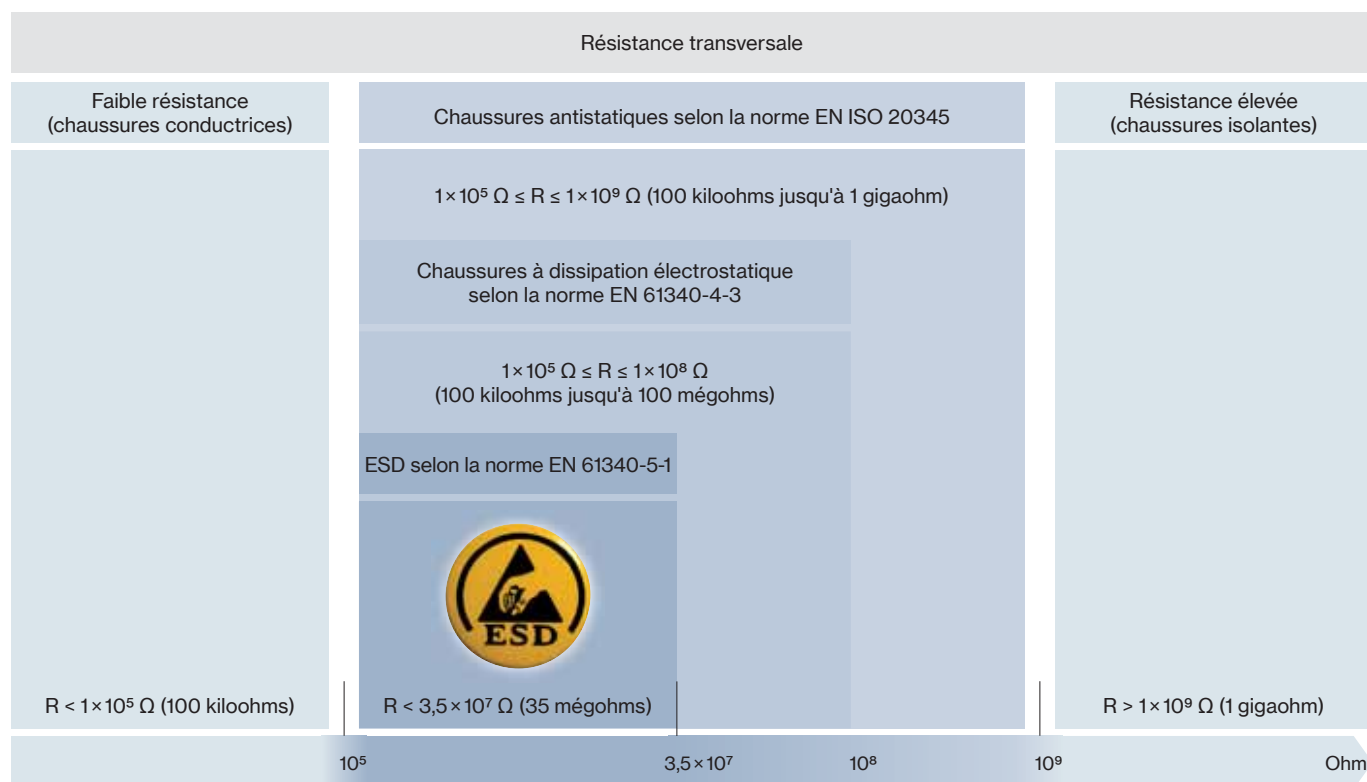 Résistance transversale
Faible résistance
(chaussures conductrices)
Chaussures antistatiques selon la norme EN ISO 20345
Résistance élevée
(chaussures isolantes)
1×10⁵ Ω ≤ R ≤ 1×10⁹ Ω (100 kiloohms jusqu'à 1 gigaohm)
Chaussures à dissipation électrostatique
selon la norme EN 61340-4-3
1×10⁵ Ω ≤ R ≤ 1×10⁸ Ω
(100 kiloohms jusqu'à 100 mégohms)
ESD selon la norme EN 61340-5-1
ESD
R < 1×10⁵ Ω (100 kiloohms)
R < 3,5×10⁷ Ω (35 mégohms)
R > 1×10⁹ Ω (1 gigaohm)
10⁵
3,5×10⁷
10⁸
10⁹
Ohm